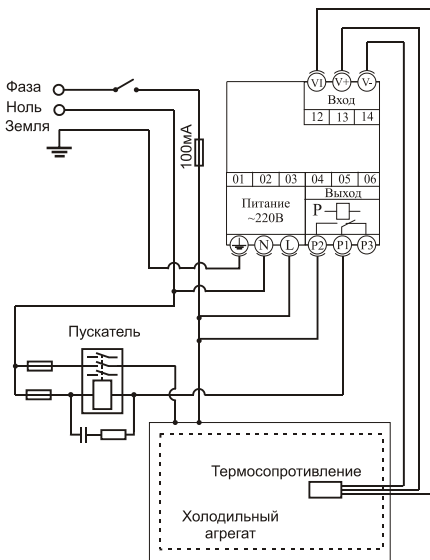 VI V+ V-
Вход
12 13 14
Фаза
Ноль
Земля
100мА
01 02 03 04 05 06
Питание
~220В
Выход
P
N L P2 P1 P3
Пускатель
Термосопротивление
Холодильный
агрегат